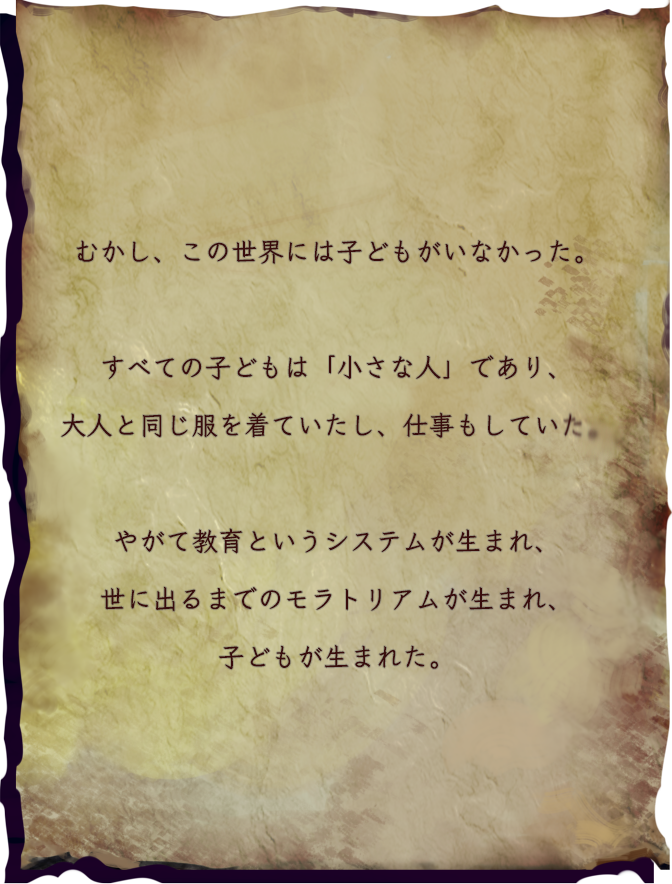 むかし、この世界には子どもがいなかった。
すべての子どもは「小さな人」であり、
大人と同じ服を着ていたし、仕事もしていた。
やがて教育というシステムが生まれ、
世に出るまでのモラトリアムが生まれ、
子どもが生まれた。